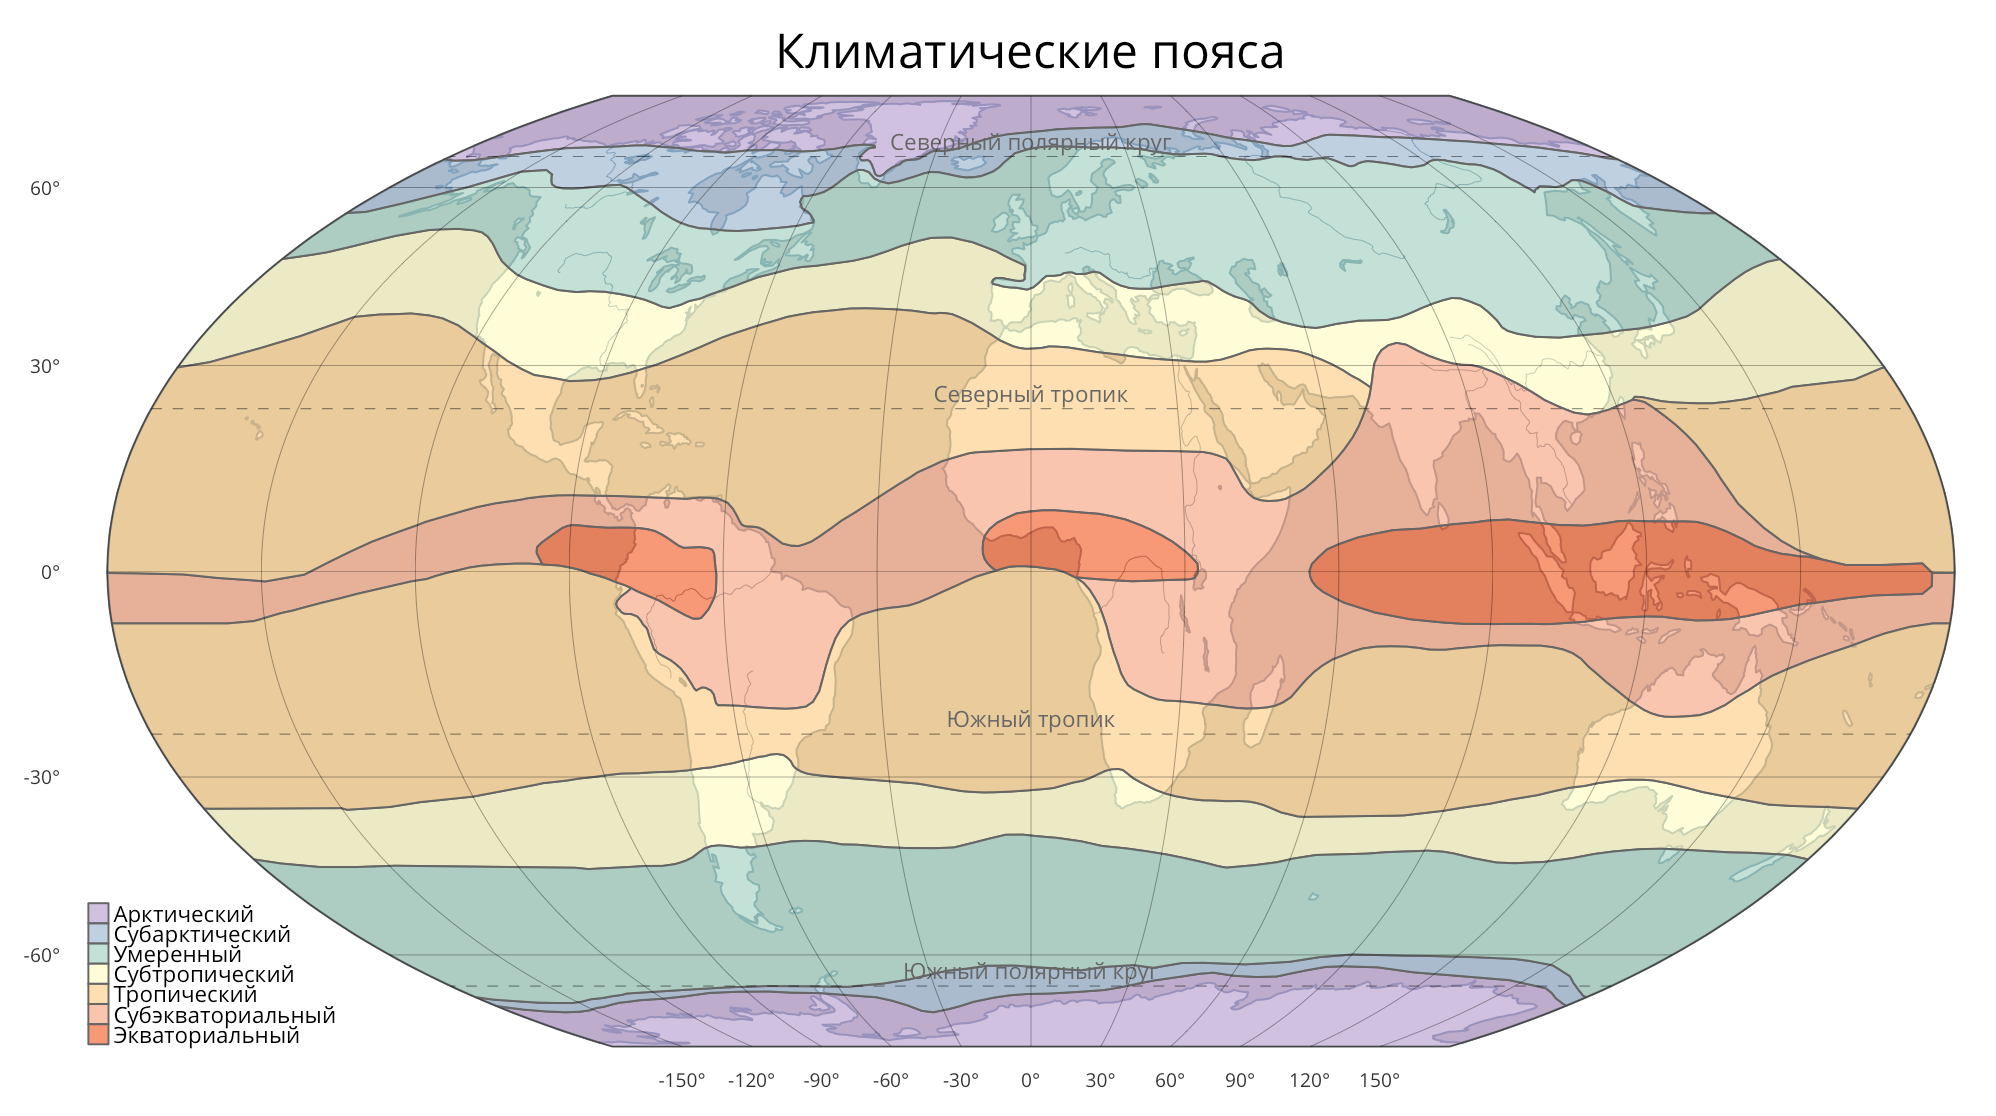 Климатические пояса
Северный полярный круг
60°
30°
Северный тропик
0°
Южный тропик
-30°
-60°
Южный полярный круг
Арктический
Субарктический
Умеренный
Субтропический
Тропический
Субэкваториальный
Экваториальный
-150° -120° -90° -60° -30° 0° 30° 60° 90° 120° 150°